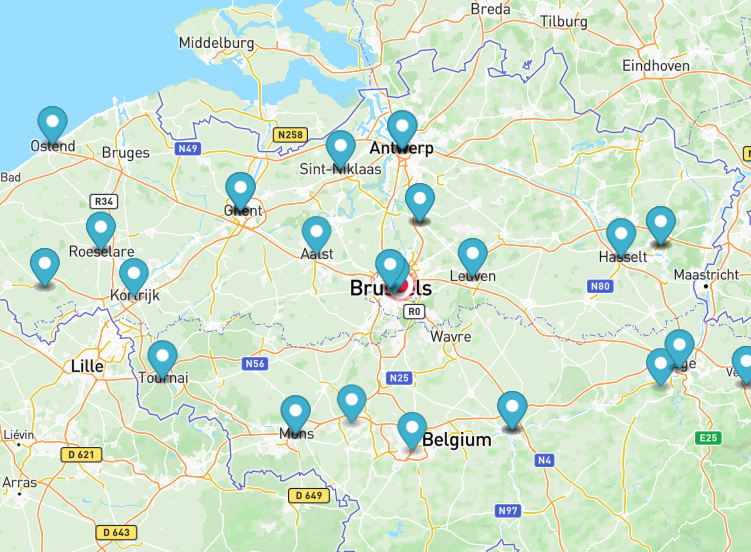 Breda
Tilburg
Middelburg
Eindhoven
Ostend
N258
Bruges
N49
Antwerp
Sint-Niklaas
Bad
R34
Ghent
Roeselare
Aalst
Hasselt
Leuven
Maastricht
N80
Kortrijk
Brussels
R0
Wavre
Lille
N56
Tournai
N25
Mons
Belgium
Liévin
D 621
E25
N4
Arras
D 649
N97
D 643